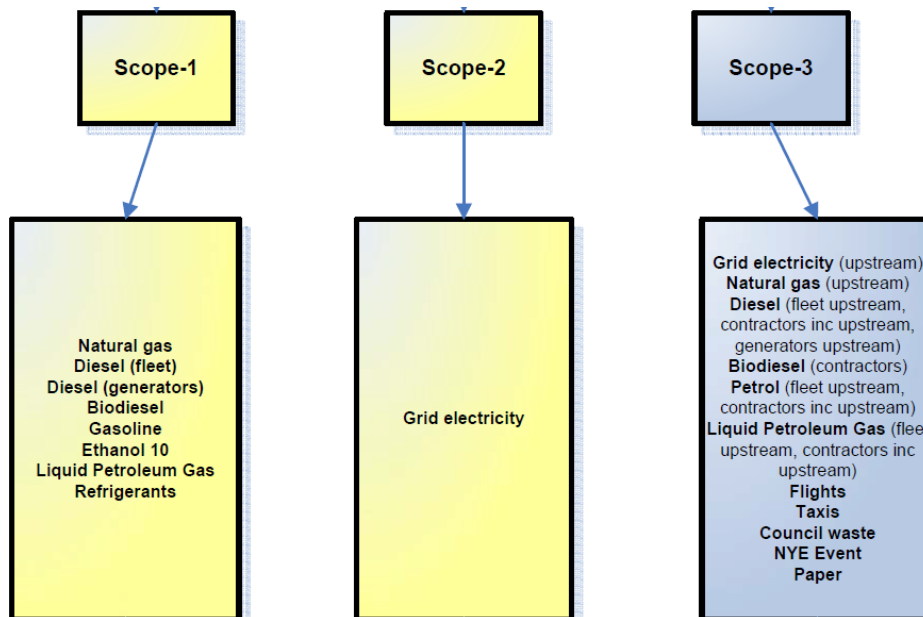 Scope-1
Scope-2
Scope-3
Natural gas
Diesel (fleet)
Diesel (generators)
Biodiesel
Gasoline
Ethanol 10
Liquid Petroleum Gas
Refrigerants
Grid electricity
Grid electricity (upstream)
Natural gas (upstream)
Diesel (fleet upstream,
contractors inc upstream,
generators upstream)
Biodiesel (contractors)
Petrol (fleet upstream,
contractors inc upstream)
Liquid Petroleum Gas (flee
upstream, contractors inc
upstream)
Flights
Taxis
Council waste
NYE Event
Paper